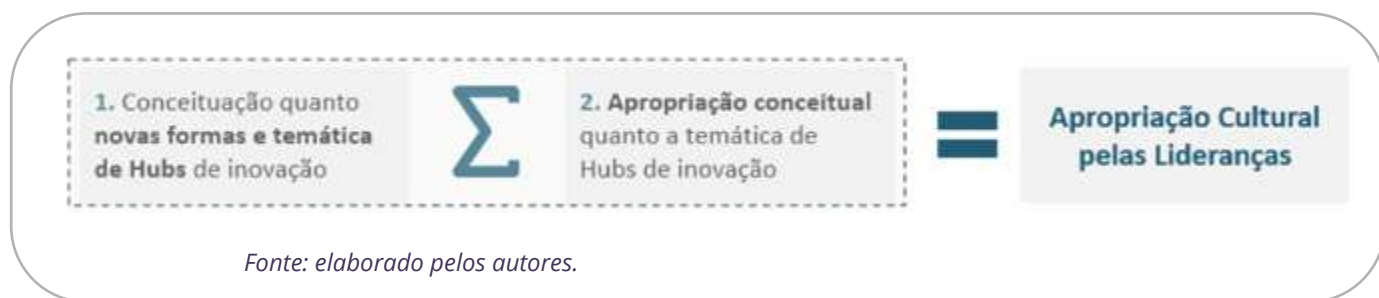 1. Conceituação quanto
novas formas e temática
de Hubs de inovação
∑
2. Apropriação conceitual
quanto a temática de
Hubs de inovação
=
Apropriação Cultural
pelas Lideranças
Fonte: elaborado pelos autores.